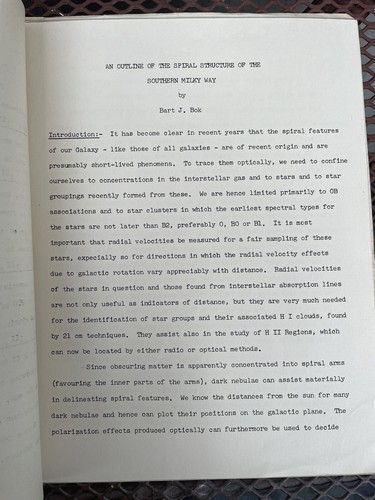 AN OUTLINE OF THE SPIRAL STRUCTURE OF THE
SOUTHERN MILKY WAY
by
Bart J. Bok
Introduction:- It has become clear in recent years that the spiral features
of our Galaxy - like those of all galaxies - are of recent origin and are
presumably short-lived phenomena. To trace them optically, we need to confine
ourselves to concentrations in the interstellar gas and to stars and to star
groupings recently formed from these. We are hence limited primarily to OB
associations and to star clusters in which the earliest spectral types for
the stars are not later than B2, preferably O, B0 or B1. It is most
important that radial velocities be measured for a fair sampling of these
stars, expeially so for directions in which the radial velocity effects
due to galactic rotation vary appreciably with distance. Radial velocities
of the stars in question and those found from interstellar absorption lines
are not only useful as indicators of distance, but they are very much needed
for the identification of star groups and their associated H I clouds, found
by 21 cm techniques. They assist also in the study of H II Regions, which
can now be located by either radio or optical methods.
Since obscuring matter is apparently concentrated into spiral arms
(favouring the inner parts of the arms), dark nebulae can assist materially
in delineating spiral features. We know the distances from the sun for many
dark nebulae and hence can plot their positions on the galactic plane. The
polarization effects produced optically can furthermore be used to decide